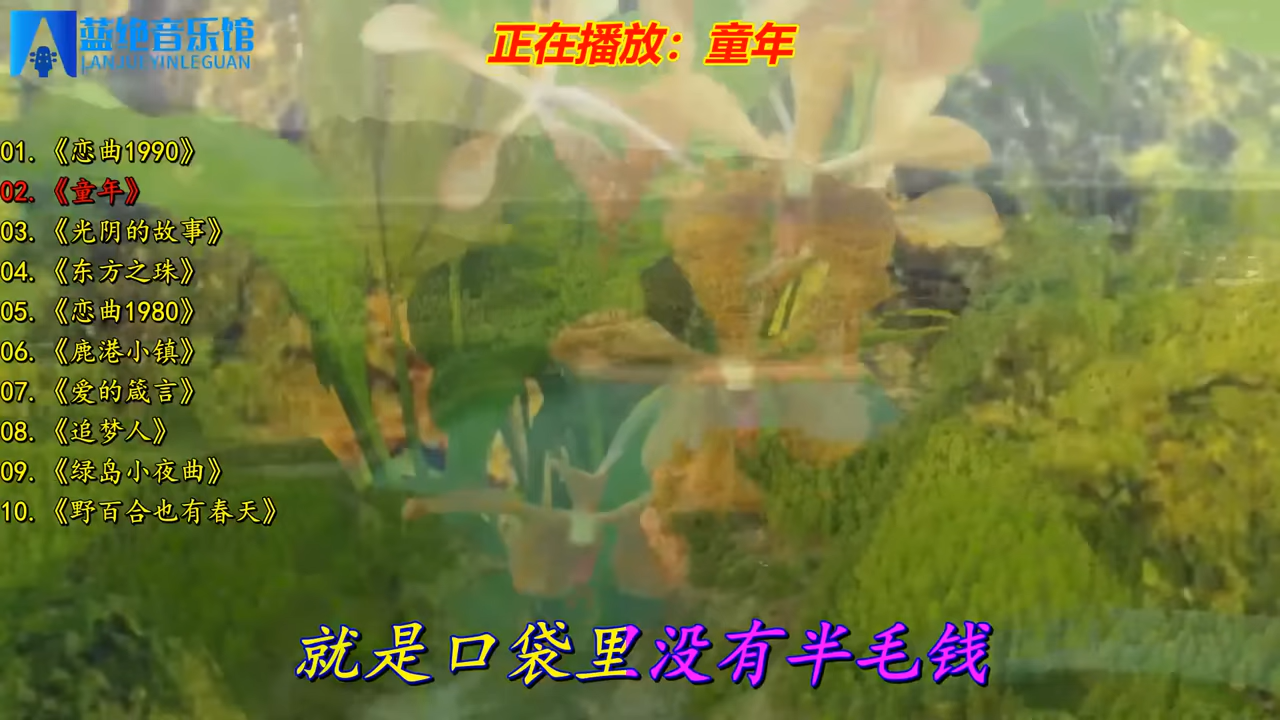 蓝绝音乐馆
LANJUEYINLEGUAN
正在播放：童年
01.《恋曲1990》
02.《童年》
03.《光阴的故事》
04.《东方之珠》
05.《恋曲1980》
06.《鹿港小镇》
07.《爱的箴言》
08.《追梦人》
09.《绿岛小夜曲》
10.《野百合也有春天》
就是口袋里没有半毛钱